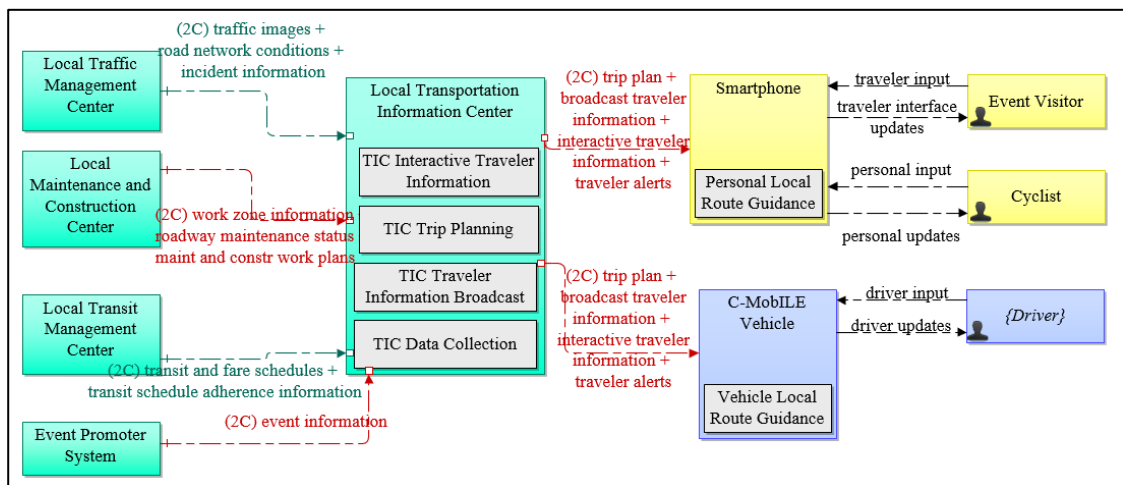 (2C) traffic images +
road network conditions +
incident information
Local Traffic
Management
Center
Local
Maintenance and
Construction
Center
(2C) work zone information
roadway maintenance status
maint and constr work plans
Local Transit
Management
Center
(2C) transit and fare schedules +
transit schedule adherence information
Event Promoter
System
(2C) event information
Local Transportation
Information Center
TIC Interactive Traveler
Information
TIC Trip Planning
TIC Traveler
Information Broadcast
TIC Data Collection
(2C) trip plan +
broadcast traveler
information +
interactive traveler
information +
traveler alerts
(2C) trip plan +
broadcast traveler
information +
interactive traveler
information +
traveler alerts
Smartphone
Personal Local
Route Guidance
traveler input
traveler interface
updates
Event Visitor
personal input
personal updates
Cyclist
C-MobILE
Vehicle
Vehicle Local
Route Guidance
driver input
driver updates
{Driver}